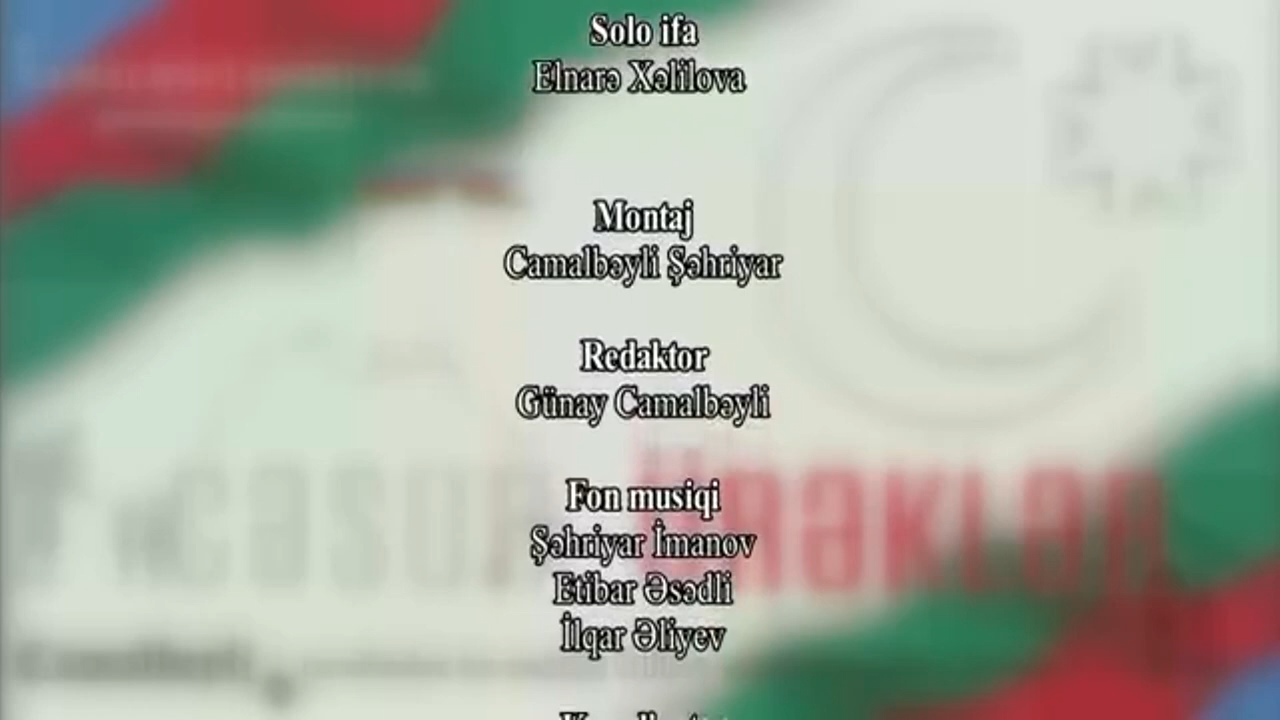 Solo ifa
Elnarə Xəlilova
Montaj
Camalbəyli Şəhriyar
Redaktor
Günay Camalbəyli
Fon musiqi
Şəhriyar İmanov
Etibar Əsədli
İlqar Əliyev